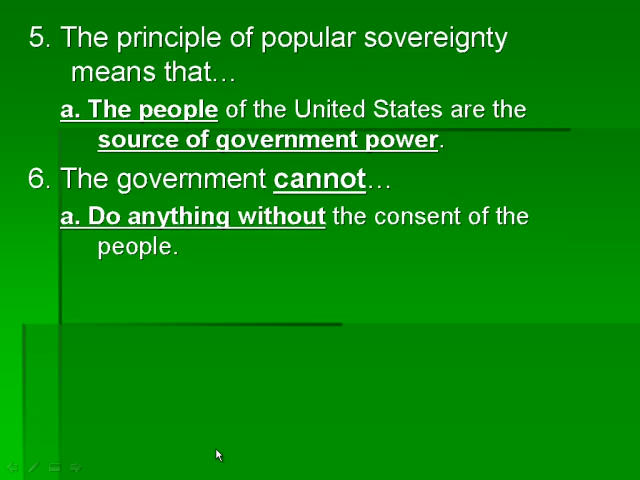 5. The principle of popular sovereignty
means that…
a. The people of the United States are the
source of government power.
6. The government cannot…
a. Do anything without the consent of the
people.